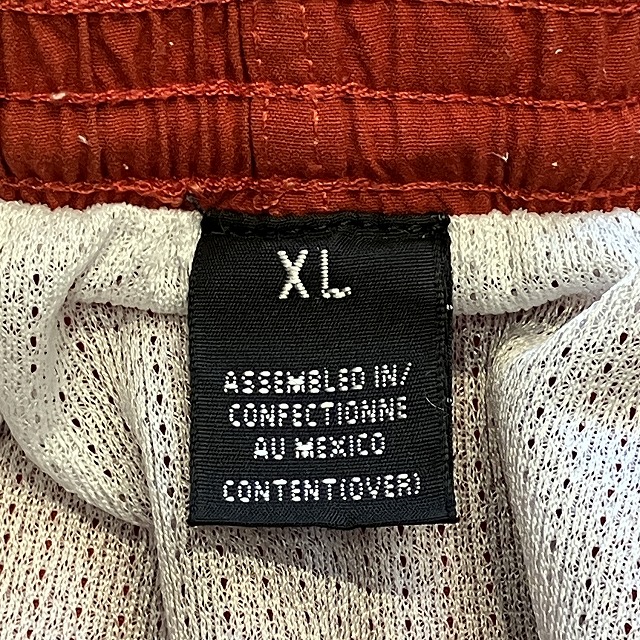 XL
ASSEMBLED IN/
CONFECTIONNE
AU MEXICO
CONTENT(OVER)